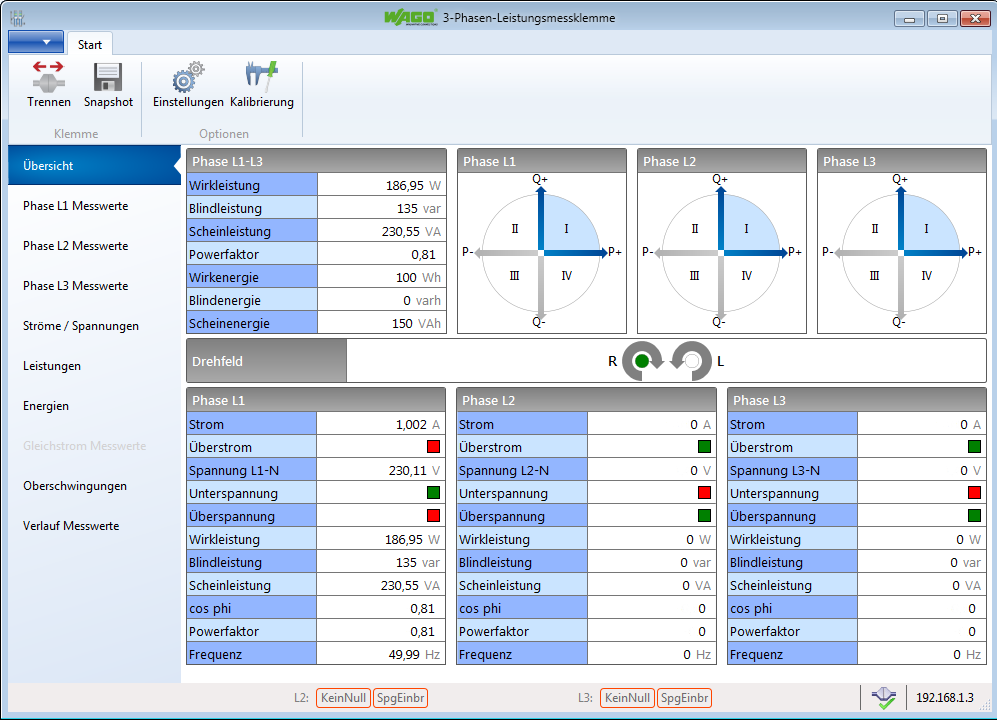 WAGO 3-Phasen-Leistungsmessklemme
Start
Trennen Snapshot Einstellungen Kalibrierung
Klemme Optionen
Übersicht
Phase L1 Messwerte
Phase L2 Messwerte
Phase L3 Messwerte
Ströme / Spannungen
Leistungen
Energien
Gleichstrom Messwerte
Oberschwingungen
Verlauf Messwerte
Phase L1-L3
Wirkleistung 186,95 W
Blindleistung 135 var
Scheinleistung 230,55 VA
Powerfaktor 0,81
Wirkenergie 100 Wh
Blindenergie 0 varh
Scheinenergie 150 VAh
Phase L1
Q+
II I
P- P+
III IV
Q-
Phase L2
Q+
II I
P- P+
III IV
Q-
Phase L3
Q+
II I
P- P+
III IV
Q-
Drehfeld R L
Phase L1
Strom 1,002 A
Überstrom
Spannung L1-N 230,11 V
Unterspannung
Überspannung
Wirkleistung 186,95 W
Blindleistung 135 var
Scheinleistung 230,55 VA
cos phi 0,81
Powerfaktor 0,81
Frequenz 49,99 Hz
Phase L2
Strom 0 A
Überstrom
Spannung L2-N 0 V
Unterspannung
Überspannung
Wirkleistung 0 W
Blindleistung 0 var
Scheinleistung 0 VA
cos phi 0
Powerfaktor 0
Frequenz 0 Hz
Phase L3
Strom 0 A
Überstrom
Spannung L3-N 0 V
Unterspannung
Überspannung
Wirkleistung 0 W
Blindleistung 0 var
Scheinleistung 0 VA
cos phi 0
Powerfaktor 0
Frequenz 0 Hz
L2: KeinNull SpgEinbr L3: KeinNull SpgEinbr 192.168.1.3